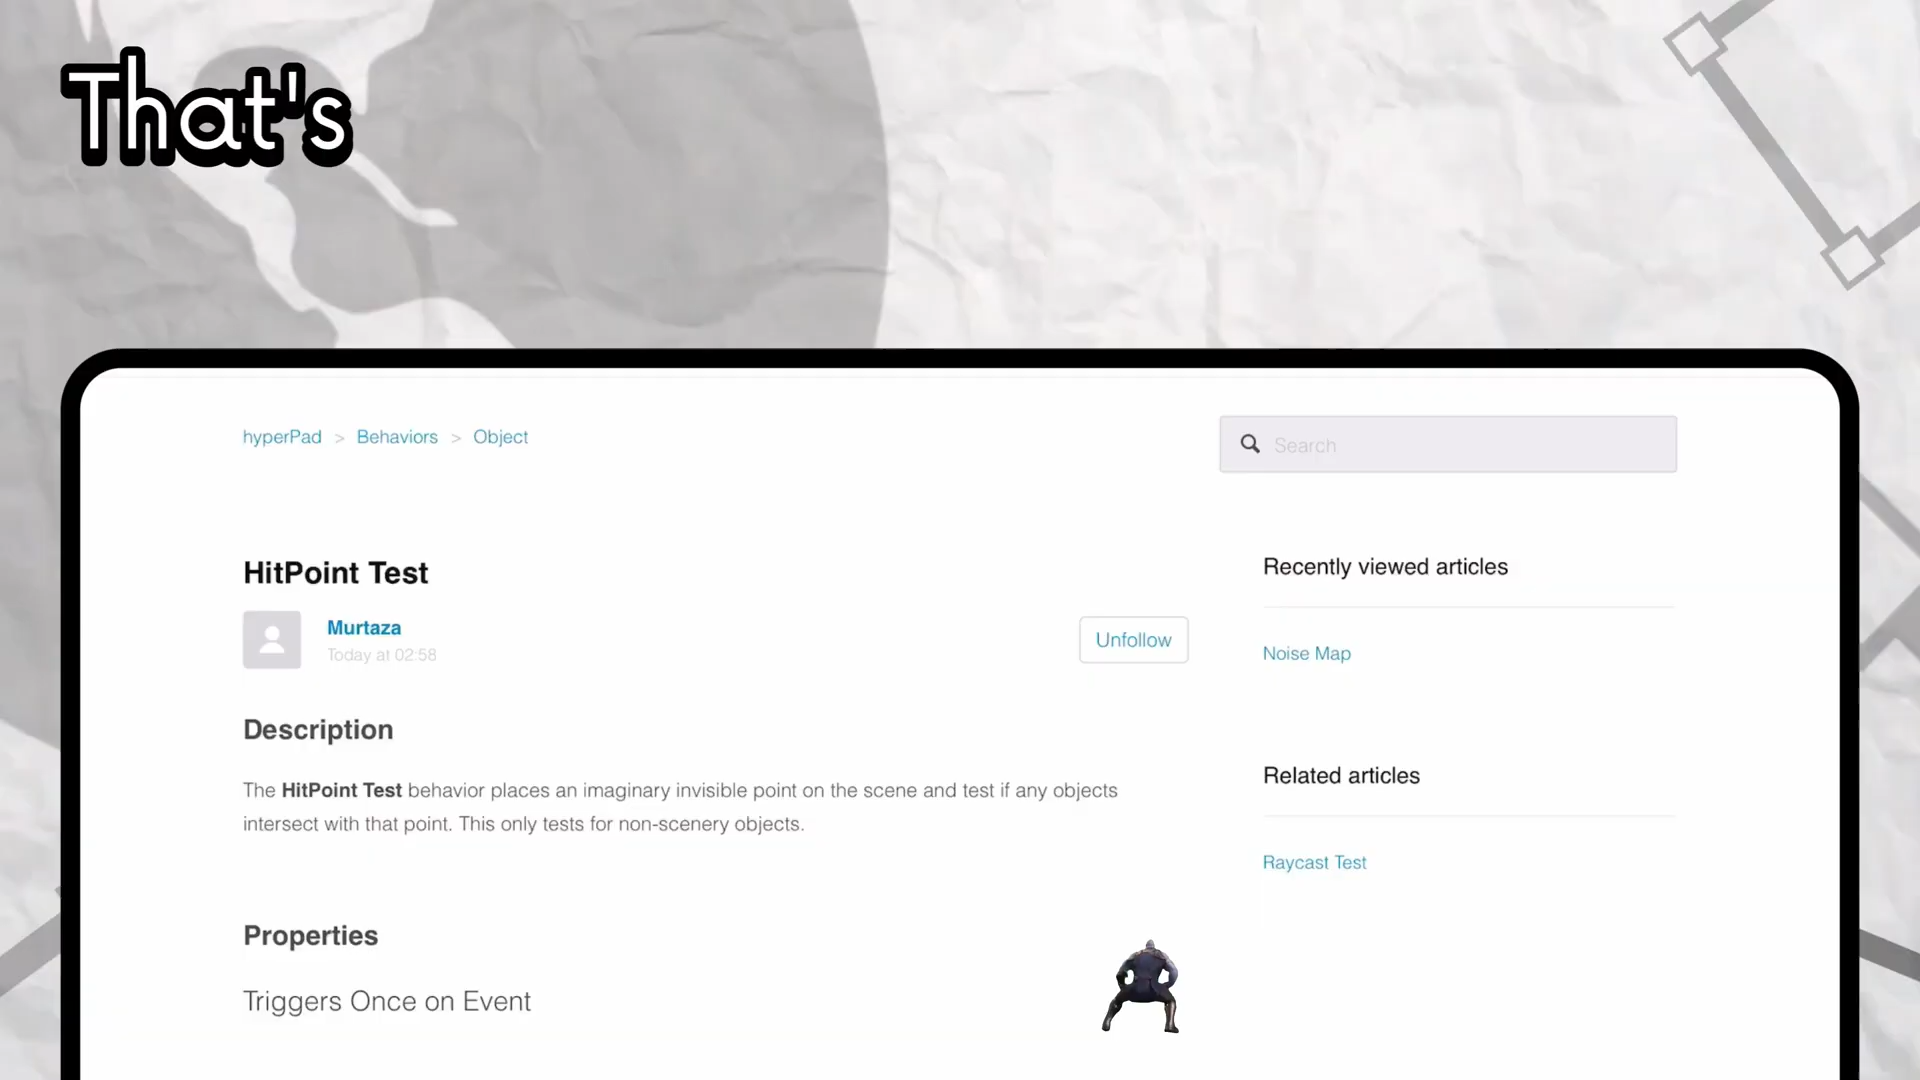 That's
hyperPad > Behaviors > Object
Search
HitPoint Test
Murtaza
Today at 02:58
Unfollow
Description
The HitPoint Test behavior places an imaginary invisible point on the scene and test if any objects
intersect with that point. This only tests for non-scenery objects.
Properties
Triggers Once on Event
Recently viewed articles
Noise Map
Related articles
Raycast Test